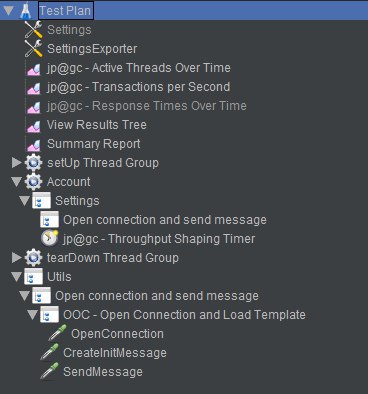 Test Plan
Settings
SettingsExporter
jp@gc - Active Threads Over Time
jp@gc - Transactions per Second
jp@gc - Response Times Over Time
View Results Tree
Summary Report
setUp Thread Group
Account
Settings
Open connection and send message
jp@gc - Throughput Shaping Timer
tearDown Thread Group
Utils
Open connection and send message
OOC - Open Connection and Load Template
OpenConnection
CreateInitMessage
SendMessage